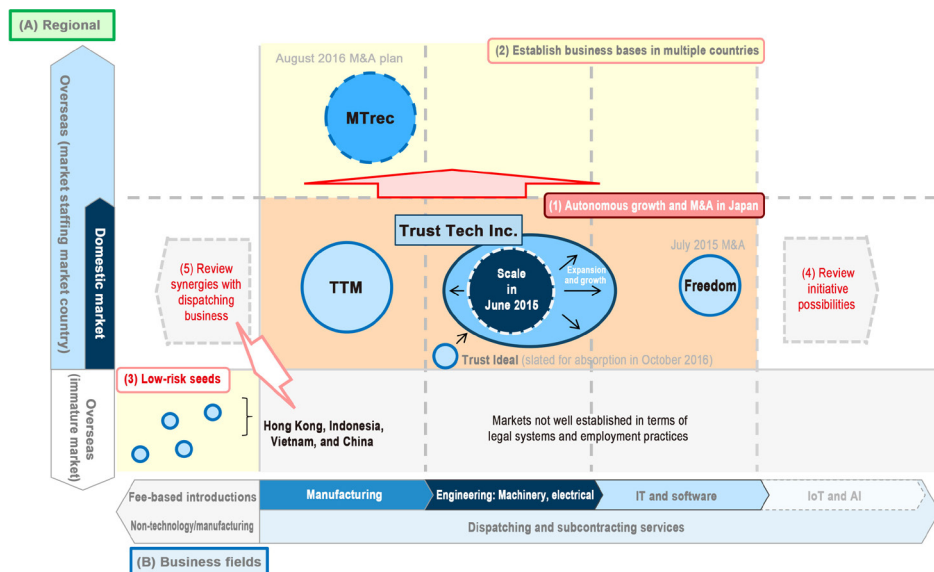 (A) Regional
August 2016 M&A plan
(2) Establish business bases in multiple countries
MTrec
Overseas (market staffing market country)
Domestic market
(1) Autonomous growth and M&A in Japan
Trust Tech Inc.
July 2015 M&A
(5) Review
synergies with
dispatching
business
TTM
Scale
in
June 2015
Expansion
and growth
Freedom
(4) Review
initiative
possibilities
Trust Ideal (slated for absorption in October 2016)
Overseas
(immature market)
(3) Low-risk seeds
Hong Kong, Indonesia,
Vietnam, and China
Markets not well established in terms of
legal systems and employment practices
Fee-based introductions
Manufacturing
Engineering: Machinery, electrical
IT and software
IoT and AI
Non-technology/manufacturing
Dispatching and subcontracting services
(B) Business fields